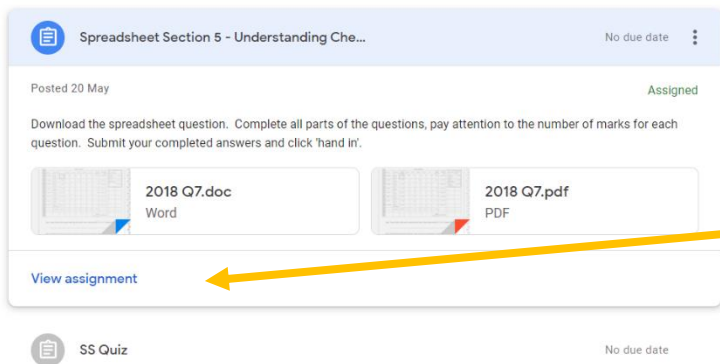 Spreadsheet Section 5 - Understanding Che...
No due date
Posted 20 May
Assigned
Download the spreadsheet question. Complete all parts of the questions, pay attention to the number of marks for each
question. Submit your completed answers and click 'hand in'.
2018 Q7.doc
Word
2018 Q7.pdf
PDF
View assignment
SS Quiz
No due date